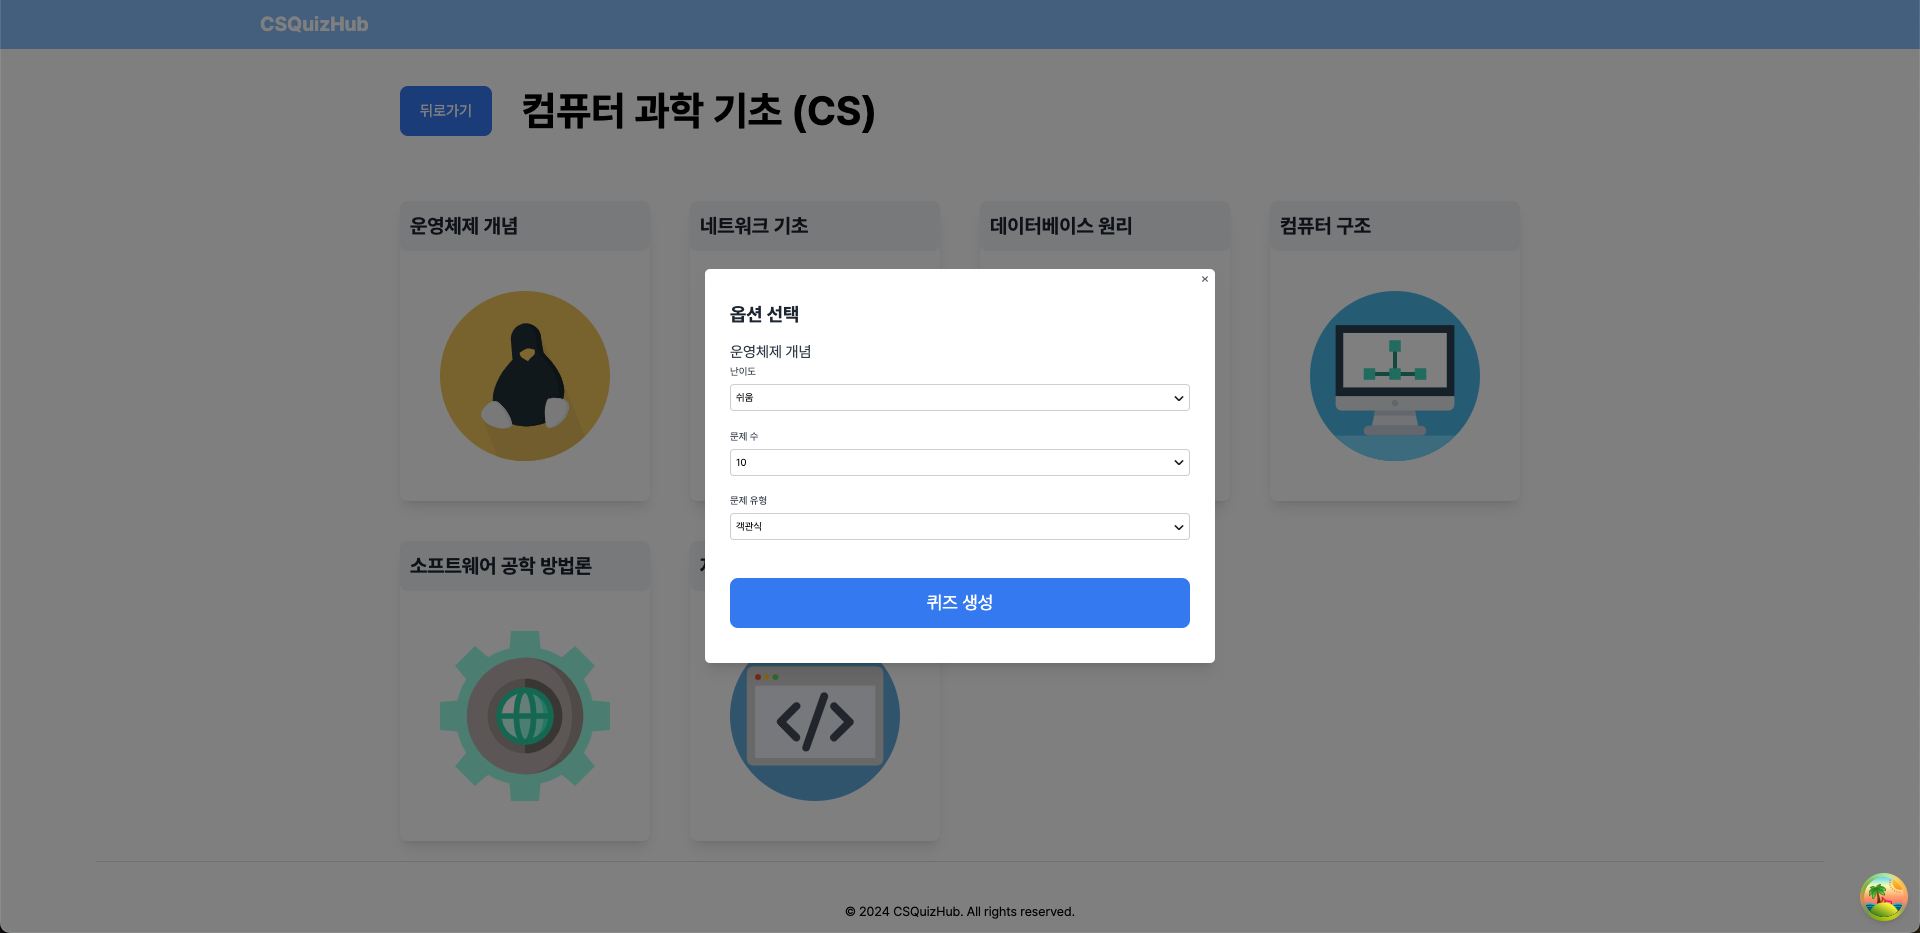 CSQuizHub
뒤로가기
컴퓨터 과학 기초 (CS)
운영체제 개념
네트워크 기초
데이터베이스 원리
컴퓨터 구조
×
옵션 선택
운영체제 개념
난이도
쉬움
문제 수
10
문제 유형
객관식
퀴즈 생성
소프트웨어 공학 방법론
</>
© 2024 CSQuizHub. All rights reserved.